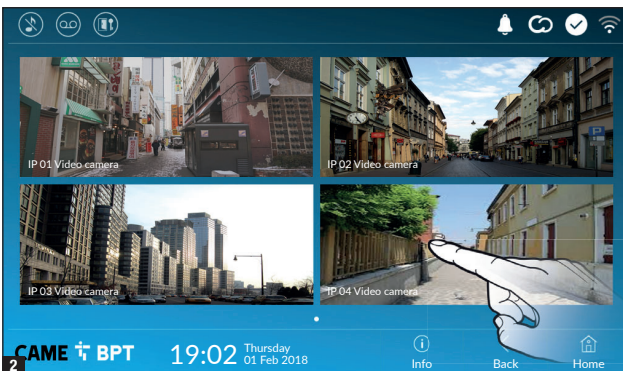 IP 01 Video camera
IP 02 Video camera
IP 03 Video camera
IP 04 Video camera
CAME BPT
19:02
Thursday
01 Feb 2018
Info
Back
Home
2
P